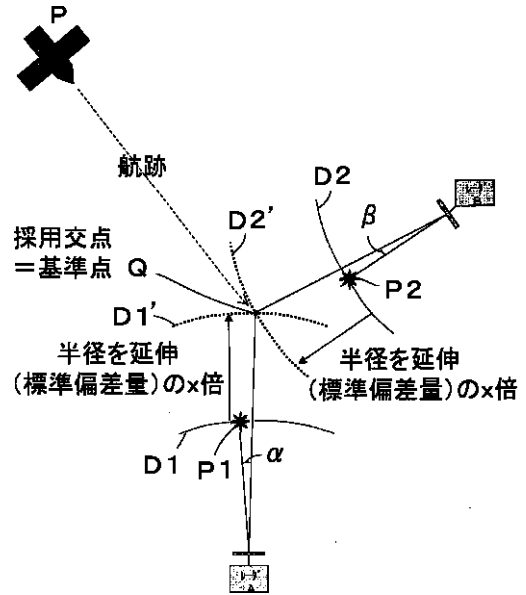 P
航跡
D2
β
D2'
採用交点
=基準点 Q
P2
D1'
半径を延伸
(標準偏差量)のx倍
半径を延伸
(標準偏差量)のx倍
D1
P1
α